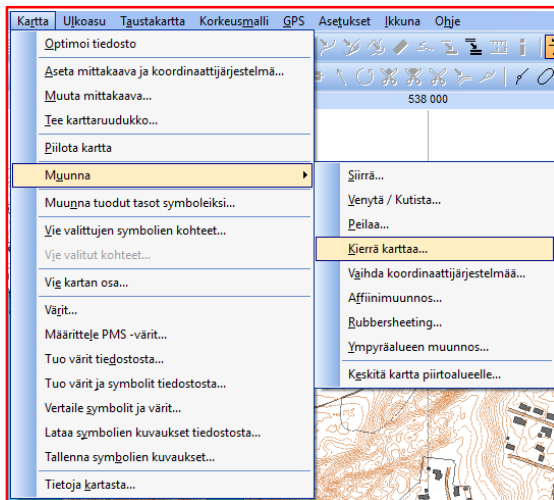 Kartta Ulkoasu Taustakartta Korkeusmalli GPS Asetukset Ikkuna Ohje
Optimoi tiedosto
Aseta mittakaava ja koordinaattijärjestelmä...
Muuta mittakaava...
Tee karttaruudukko...
Piilota kartta
Muunna
Muunna tuodut tasot symboleiksi...
Vie valittujen symbolien kohteet...
Vie valitut kohteet...
Vie kartan osa...
Värit...
Määrittele PMS -värit...
Tuo värit tiedostosta...
Tuo värit ja symbolit tiedostosta...
Vertaile symbolit ja värit...
Lataa symbolien kuvaukset tiedostosta...
Tallenna symbolien kuvaukset...
Tietoja kartasta...
538 000
Siirrä...
Venytä / Kutista...
Peilaa...
Kierrä karttaa...
Vaihda koordinaattijärjestelmää...
Affiinimuunnos...
Rubbersheeting...
Ympyräalueen muunnos...
Keskitä kartta piirtoalueelle...